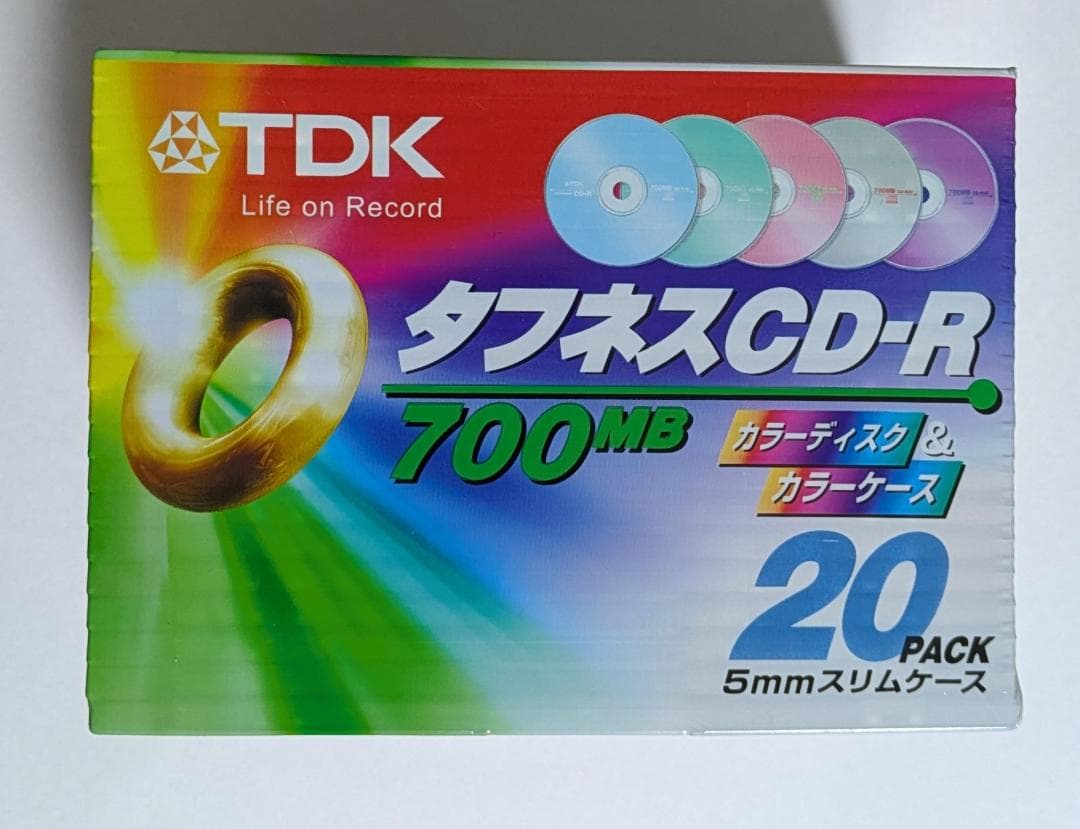 TDK
Life on Record
タフネスCD-R
700MB
カラーディスク &
カラーケース
20
PACK
5mmスリムケース